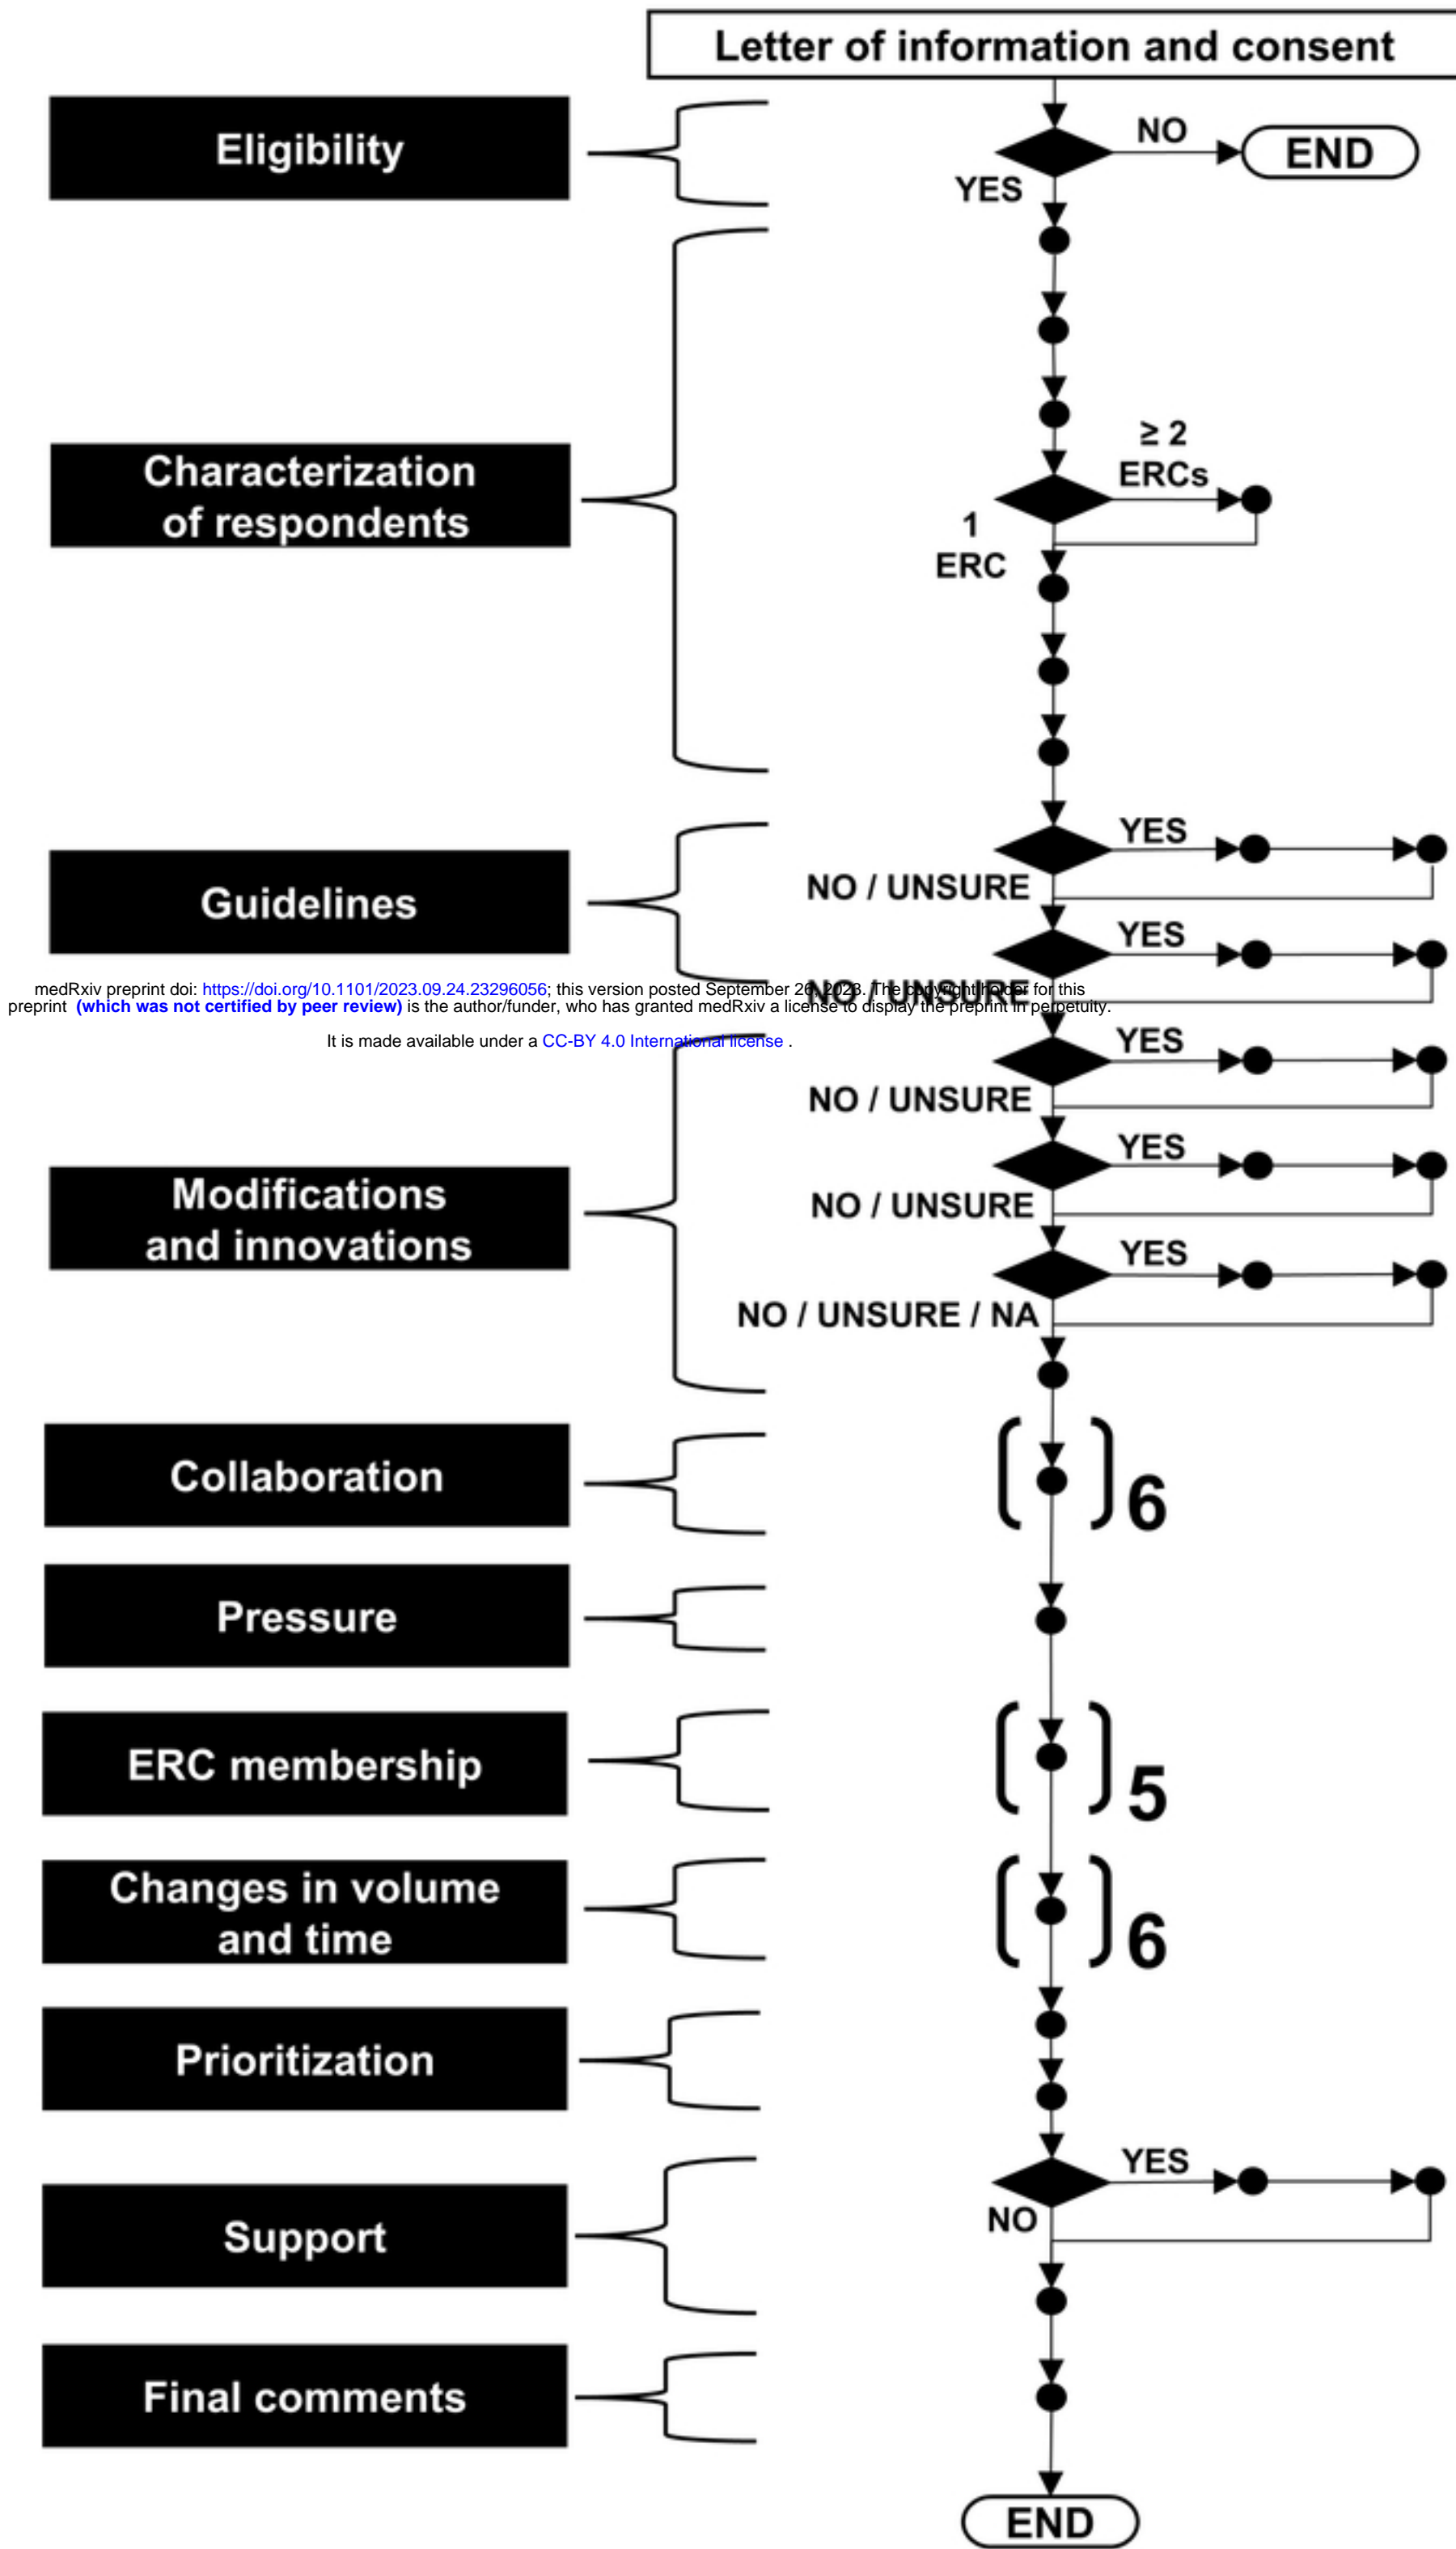 Letter of information and consent
Eligibility
NO
END
YES
Characterization
of respondents
≥ 2
ERCs
1
ERC
Guidelines
YES
NO / UNSURE
YES
NO / UNSURE
medRxiv preprint doi: https://doi.org/10.1101/2023.09.24.23296056; this version posted September 26, 2023. The copyright holder for this
preprint (which was not certified by peer review) is the author/funder, who has granted medRxiv a license to display the preprint in perpetuity.
It is made available under a CC-BY 4.0 International license .
Modifications
and innovations
YES
NO / UNSURE
YES
NO / UNSURE
YES
NO / UNSURE / NA
Collaboration
6
Pressure
ERC membership
5
Changes in volume
and time
6
Prioritization
Support
YES
NO
Final comments
END